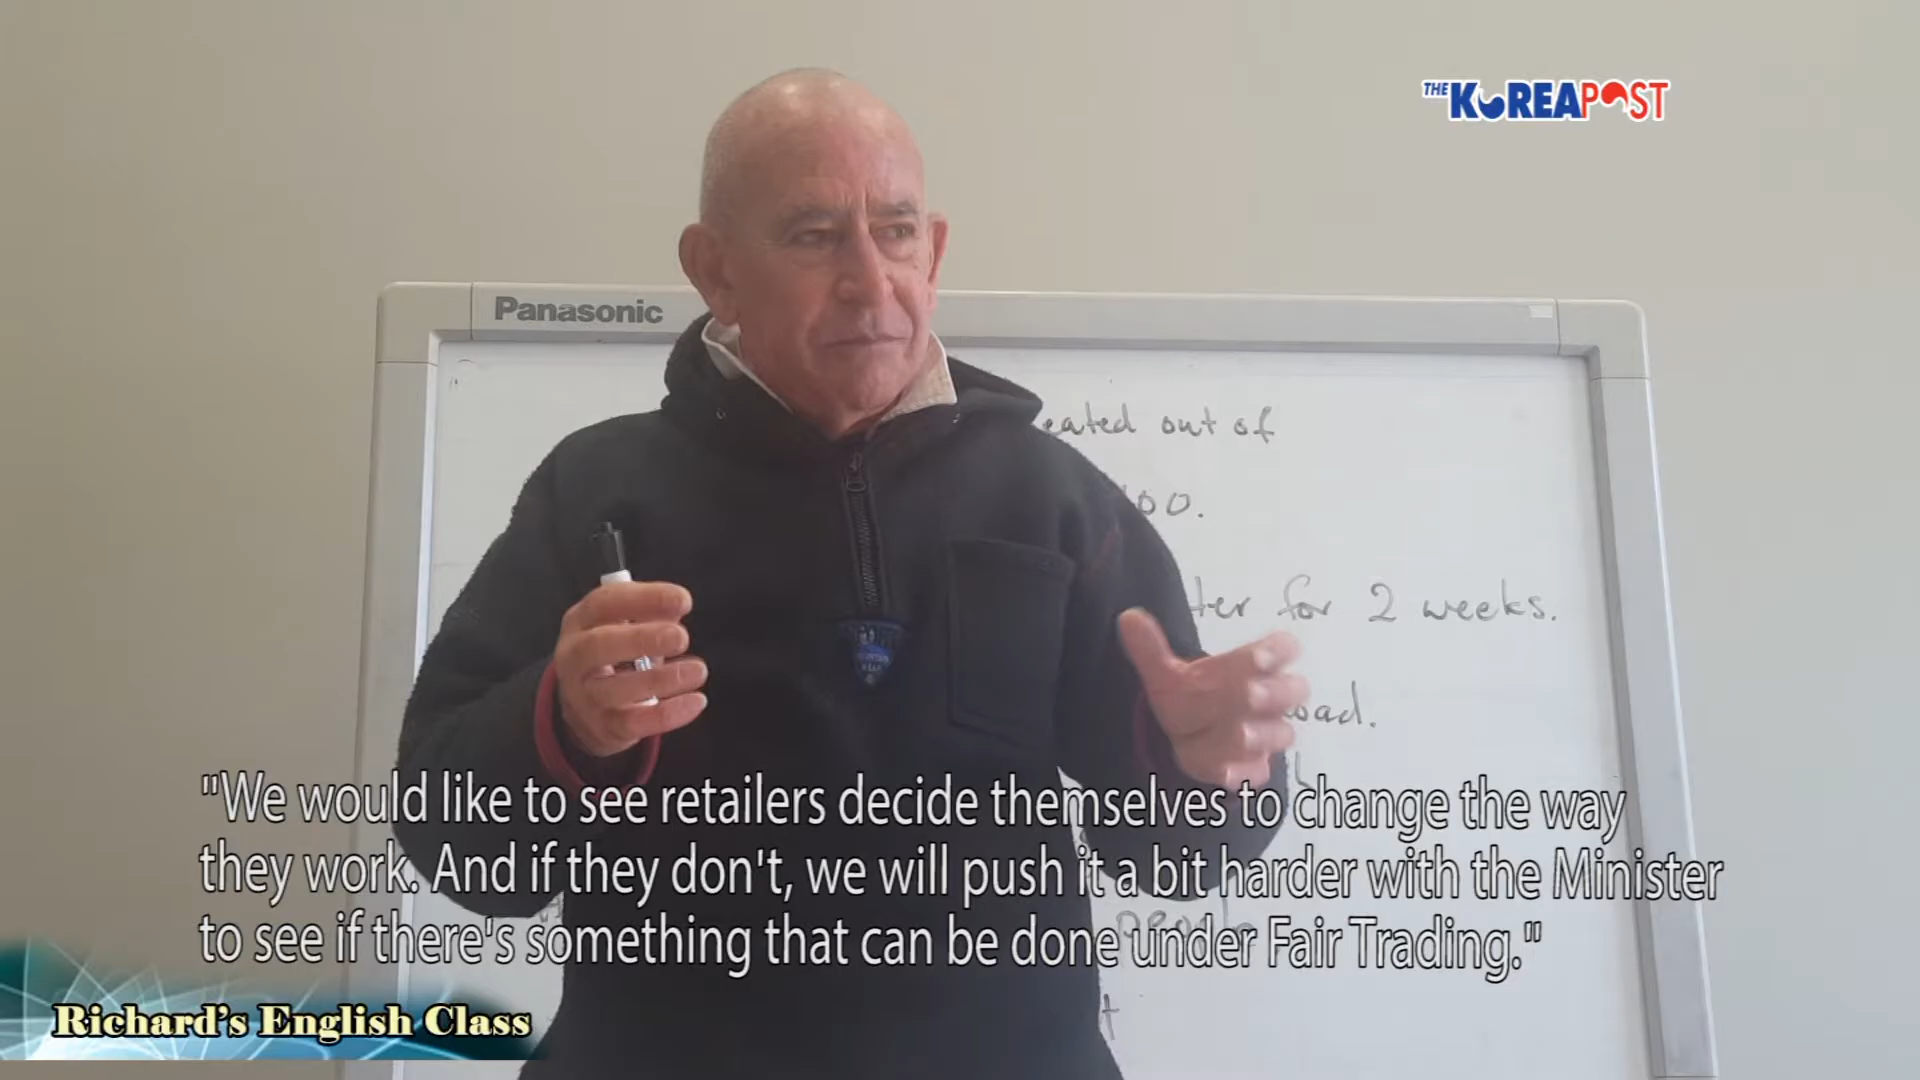 THE KOREAPOST
Panasonic
out of
00.
for 2 weeks.
"We would like to see retailers decide themselves to change the way
they work. And if they don't, we will push it a bit harder with the Minister
to see if there's something that can be done under Fair Trading."
Richard's English Class